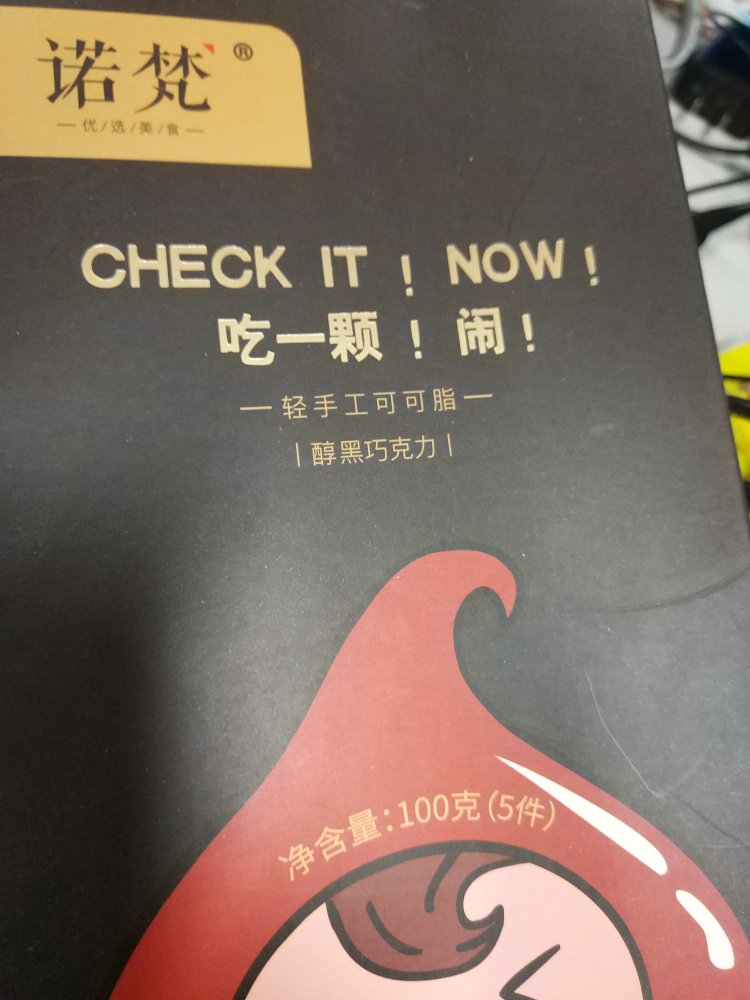 诺梵®
优/选/美/食
CHECK IT! NOW!
吃一颗!闹!
轻手工可可脂
|醇黑巧克力|
净含量:100克(5件)